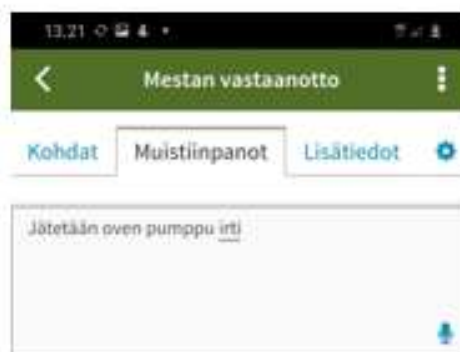 13.21
Mestan vastaanotto
Kohdat Muistiinpanot Lisätiedot
Jätetään oven pumppu irti